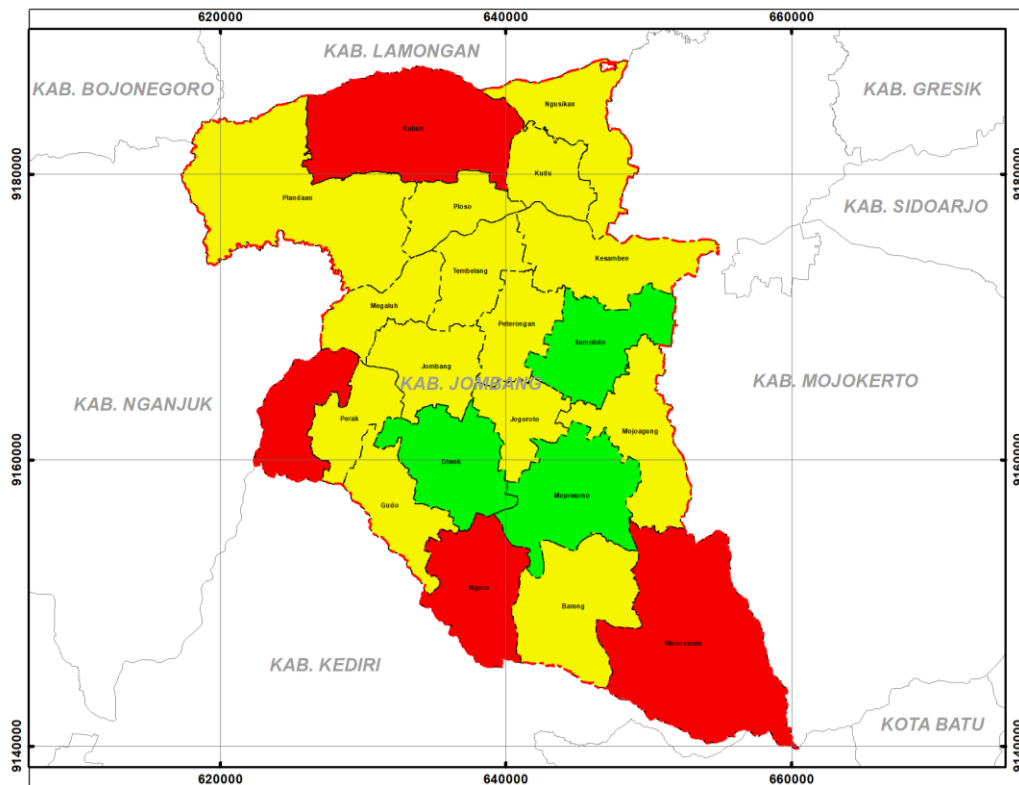 620000
640000
660000
KAB. LAMONGAN
KAB. BOJONEGORO
KAB. GRESIK
Ngusikan
Kabuh
9180000
9180000
Kudu
Plandaan
Ploso
KAB. SIDOARJO
Kesamben
Tembelang
Megaluh
Peterongan
Sumobito
Jombang
KAB. JOMBANG
KAB. MOJOKERTO
KAB. NGANJUK
Perak
Jogoroto
Mojoagung
9160000
9160000
Diwek
Mojowarno
Gudo
Ngoro
Bareng
Wonosalam
KAB. KEDIRI
KOTA BATU
9140000
9140000
620000
640000
660000